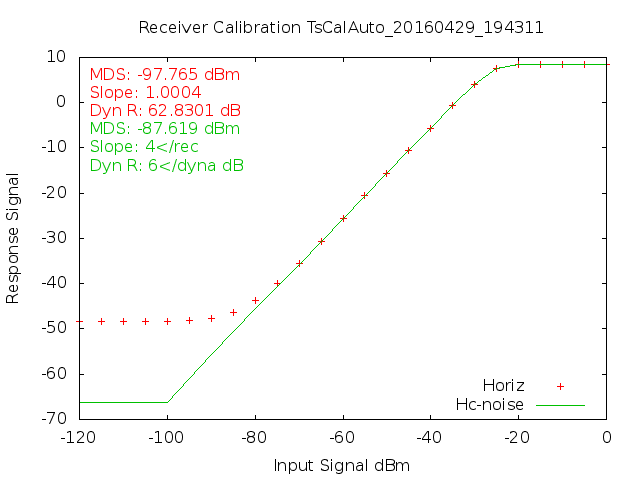 Receiver Calibration TsCalAuto_20160429_194311
MDS: -97.765 dBm
Slope: 1.0004
Dyn R: 62.8301 dB
MDS: -87.619 dBm
Slope: 4</rec
Dyn R: 6</dyna dB
Response Signal
10
0
-10
-20
-30
-40
-50
-60
-70
Horiz
Hc-noise
-120 -100 -80 -60 -40 -20 0
Input Signal dBm